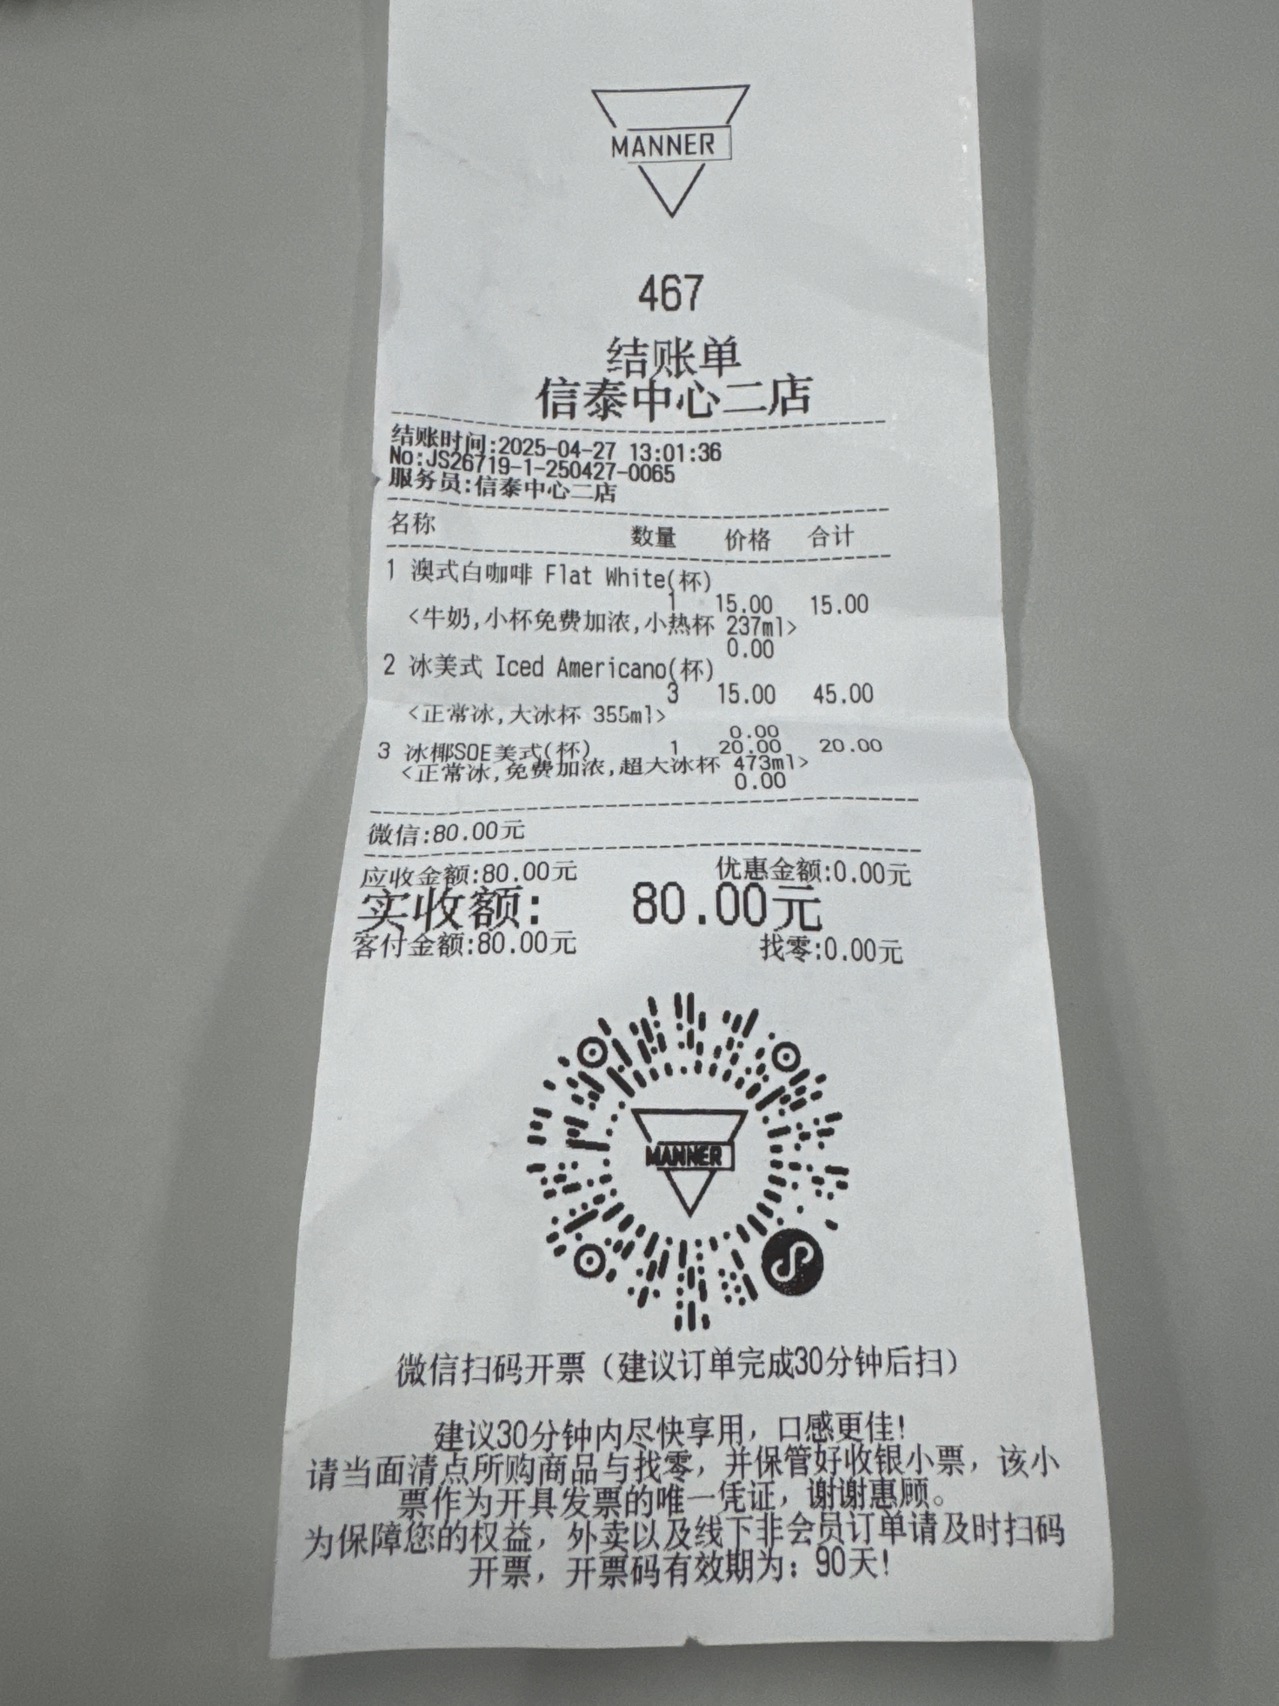 MANNER
467
结账单
信泰中心二店
结账时间:2025-04-27 13:01:36
No:JS26719-1-250427-0065
服务员:信泰中心二店
名称 数量 价格 合计
1 澳式白咖啡 Flat White(杯)
1 15.00 15.00
<牛奶,小杯免费加浓,小热杯 237ml>
0.00
2 冰美式 Iced Americano(杯)
3 15.00 45.00
<正常冰,大冰杯 355ml>
0.00
3 冰椰SOE美式(杯) 1 20.00 20.00
<正常冰,免费加浓,超大冰杯 473ml>
0.00
微信:80.00元
应收金额:80.00元 优惠金额:0.00元
实收额: 80.00元
客付金额:80.00元 找零:0.00元
MANNER
微信扫码开票（建议订单完成30分钟后扫）
建议30分钟内尽快享用，口感更佳!
请当面清点所购商品与找零，并保管好收银小票，该小
票作为开具发票的唯一凭证，谢谢惠顾。
为保障您的权益，外卖以及线下非会员订单请及时扫码
开票，开票码有效期为：90天!